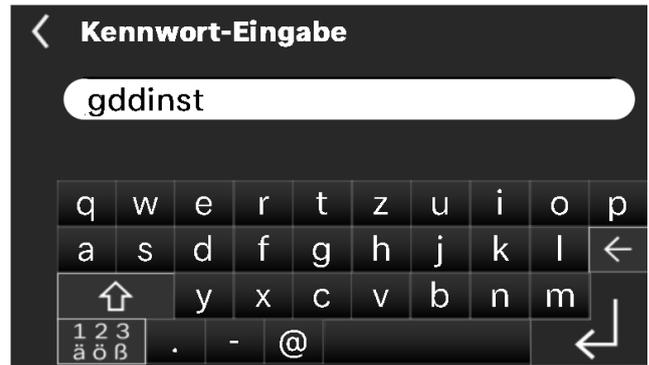 Kennwort-Eingabe
gddinst
q w e r t z u i o p
a s d f g h j k l ←
y x c v b n m
1 2 3
ä ö ß
. - @